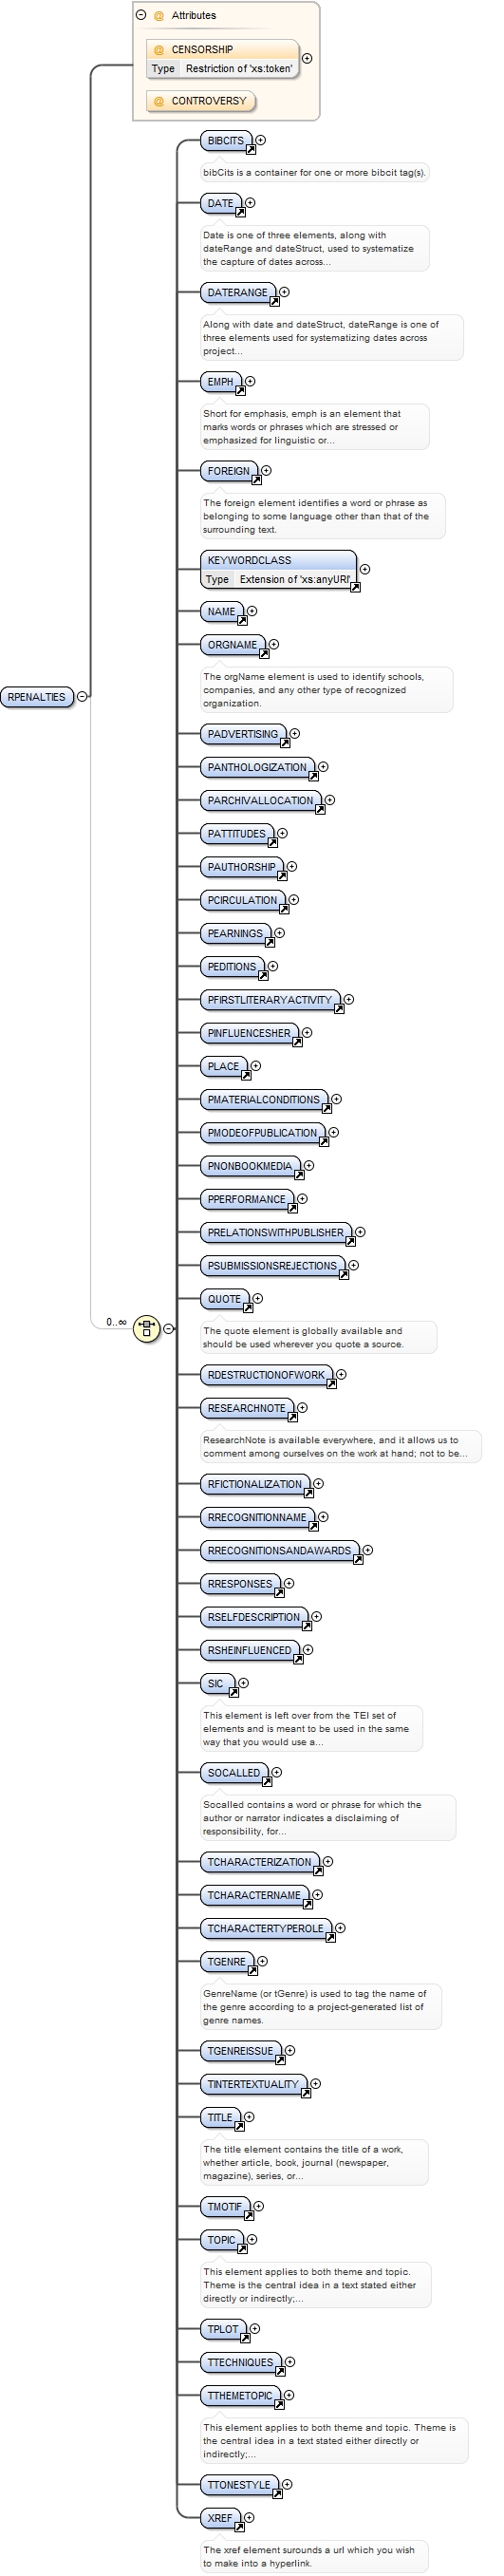 Attributes
@ CENSORSHIP
Type Restriction of 'xs:token'
@ CONTROVERSY
BIBCITS
bibCits is a container for one or more bibcit tag(s).
DATE
Date is one of three elements, along with
dateRange and dateStruct, used to systematize
the capture of dates across...
DATERANGE
Along with date and dateStruct, dateRange is one of
three elements used for systematizing dates across
project...
EMPH
Short for emphasis, emph is an element that
marks words or phrases which are stressed or
emphasized for linguistic or...
FOREIGN
The foreign element identifies a word or phrase as
belonging to some language other than that of the
surrounding text.
KEYWORDCLASS
Type Extension of 'xs:anyURI'
NAME
ORGNAME
The orgName element is used to identify schools,
companies, and any other type of recognized
organization.
RPENALTIES
PADVERTISING
PANTHOLOGIZATION
PARCHIVALLOCATION
PATTITUDES
PAUTHORSHIP
PCIRCULATION
PEARNINGS
PEDITIONS
PFIRSTLITERARYACTIVITY
PINFLUENCESHER
PLACE
PMATERIALCONDITIONS
PMODEOFPUBLICATION
PNONBOOKMEDIA
PPERFORMANCE
PRELATIONSWITHPUBLISHER
PSUBMISSIONSREJECTIONS
QUOTE
0..∞
The quote element is globally available and
should be used wherever you quote a source.
RDESTRUCTIONOFWORK
RESEARCHNOTE
ResearchNote is available everywhere, and it allows us to
comment among ourselves on the work at hand; not to be...
RFICTIONALIZATION
RRECOGNITIONNAME
RRECOGNITIONSANDAWARDS
RRESPONSES
RSELFDESCRIPTION
RSHEINFLUENCED
SIC
This element is left over from the TEI set of
elements and is meant to be used in the same
way that you would use a...
SOCALLED
Socalled contains a word or phrase for which the
author or narrator indicates a disclaiming of
responsibility, for...
TCHARACTERIZATION
TCHARACTERNAME
TCHARACTERTYPEROLE
TGENRE
GenreName (or tGenre) is used to tag the name of
the genre according to a project-generated list of
genre names.
TGENREISSUE
TINTERTEXTUALITY
TITLE
The title element contains the title of a work,
whether article, book, journal (newspaper,
magazine), series, or...
TMOTIF
TOPIC
This element applies to both theme and topic.
Theme is the central idea in a text stated either
directly or indirectly;...
TPLOT
TTECHNIQUES
TTHEMETOPIC
This element applies to both theme and topic. Theme is
the central idea in a text stated either directly or
indirectly;...
TTONESTYLE
XREF
The xref element surounds a url which you wish
to make into a hyperlink.